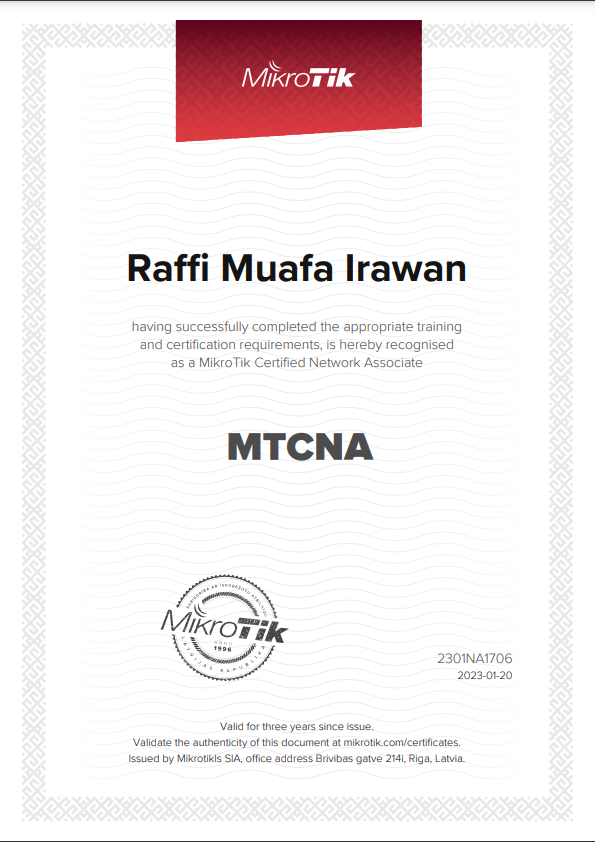 MikroTik
Raffi Muafa Irawan
having successfully completed the appropriate training
and certification requirements, is hereby recognised
as a MikroTik Certified Network Associate
MTCNA
MikroTik
ANNO
1996
LATVIJAS REPUBLIKA
2301NA1706
2023-01-20
Valid for three years since issue.
Validate the authenticity of this document at mikrotik.com/certificates.
Issued by Mikrotikls SIA, office address Brivibas gatve 214i, Riga, Latvia.